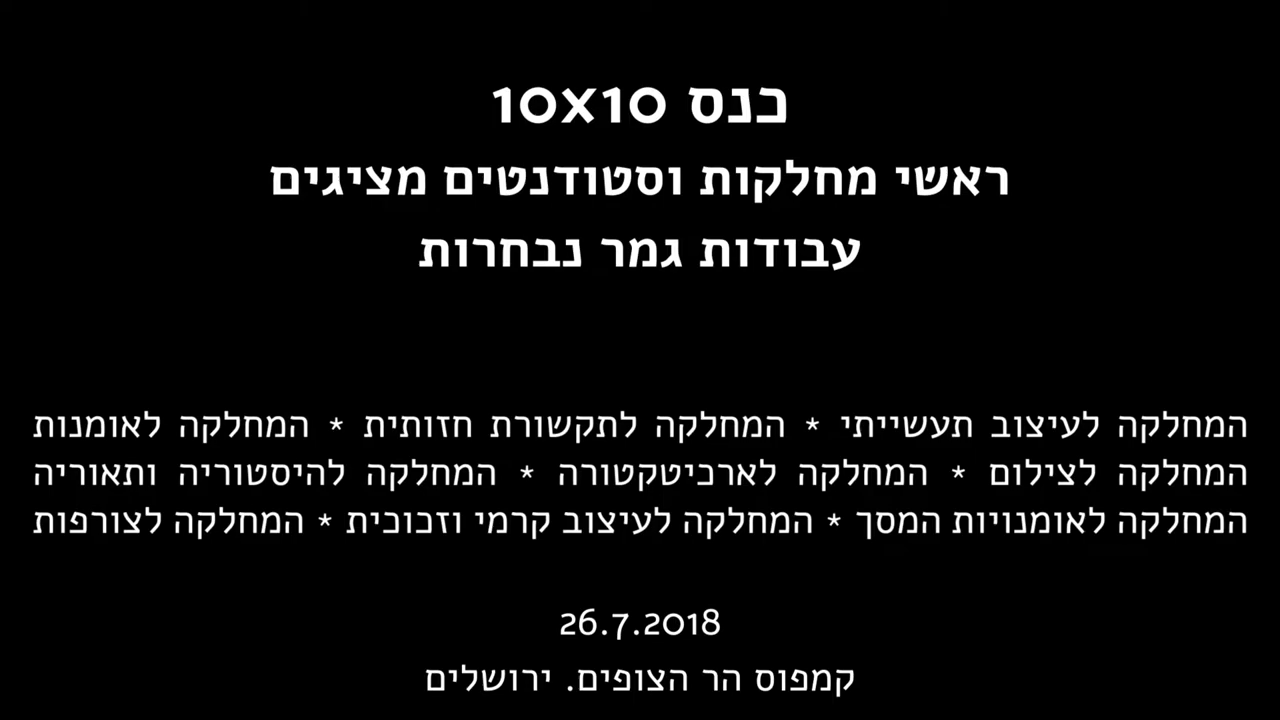 כנס 10x10
ראשי מחלקות וסטודנטים מציגים
עבודות גמר נבחרות
המחלקה לעיצוב תעשייתי * המחלקה לתקשורת חזותית * המחלקה לאומנות
המחלקה לצילום * המחלקה לארכיטקטורה * המחלקה להיסטוריה ותאוריה
המחלקה לאומנויות המסך * המחלקה לעיצוב קרמי וזכוכית * המחלקה לצורפות
26.7.2018
קמפוס הר הצופים. ירושלים